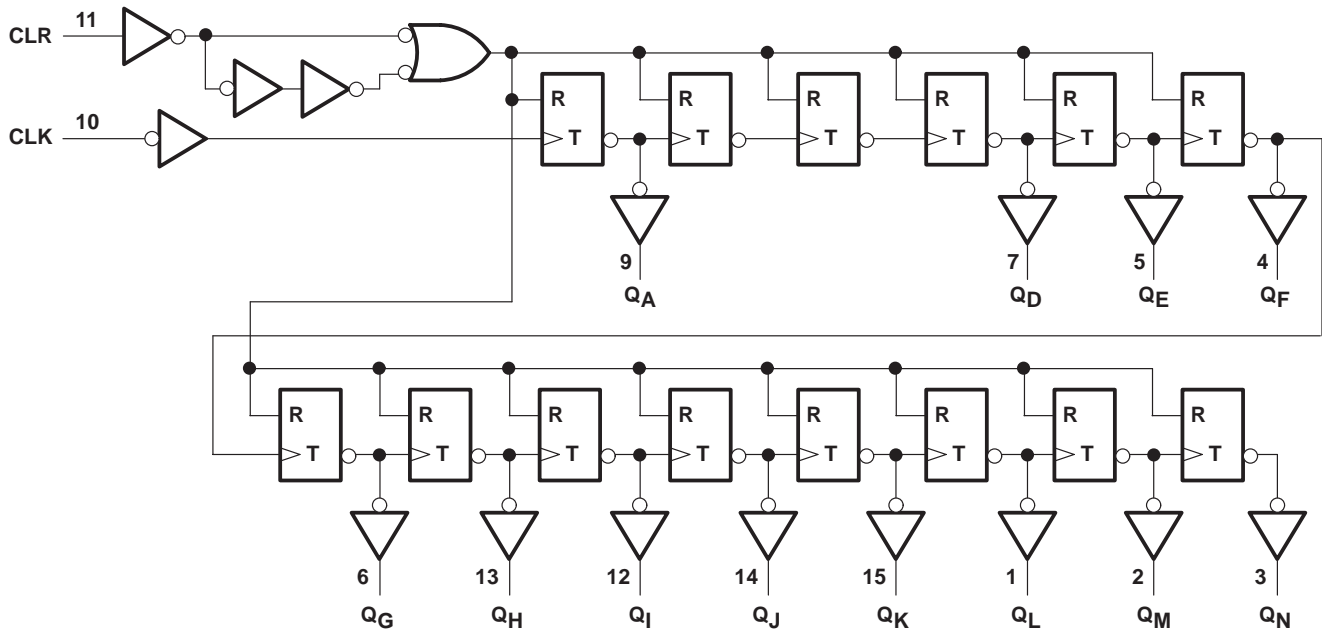 CLR 11
CLK 10
R R R R R R
T T T T T T
9 7 5 4
QA QD QE QF
R R R R R R R R
T T T T T T T T
6 13 12 14 15 1 2 3
QG QH QI QJ QK QL QM QN